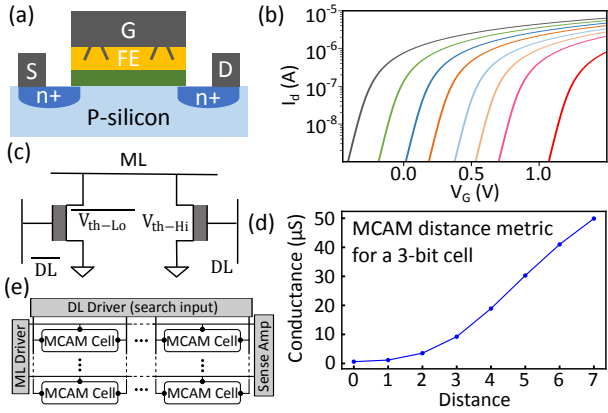 (a)
G
FE
S
D
n+
n+
P-silicon
(b)
I_d (A)
10^-5
10^-6
10^-7
10^-8
0.0
0.5
1.0
V_G (V)
(c)
ML
V_th-Lo
V_th-Hi
DL
DL
(d)
Conductance (μS)
50
40
30
20
10
0
MCAM distance metric
for a 3-bit cell
0 1 2 3 4 5 6 7
Distance
(e)
DL Driver (search input)
ML Driver
MCAM Cell ... MCAM Cell
MCAM Cell ... MCAM Cell
Sense Amp